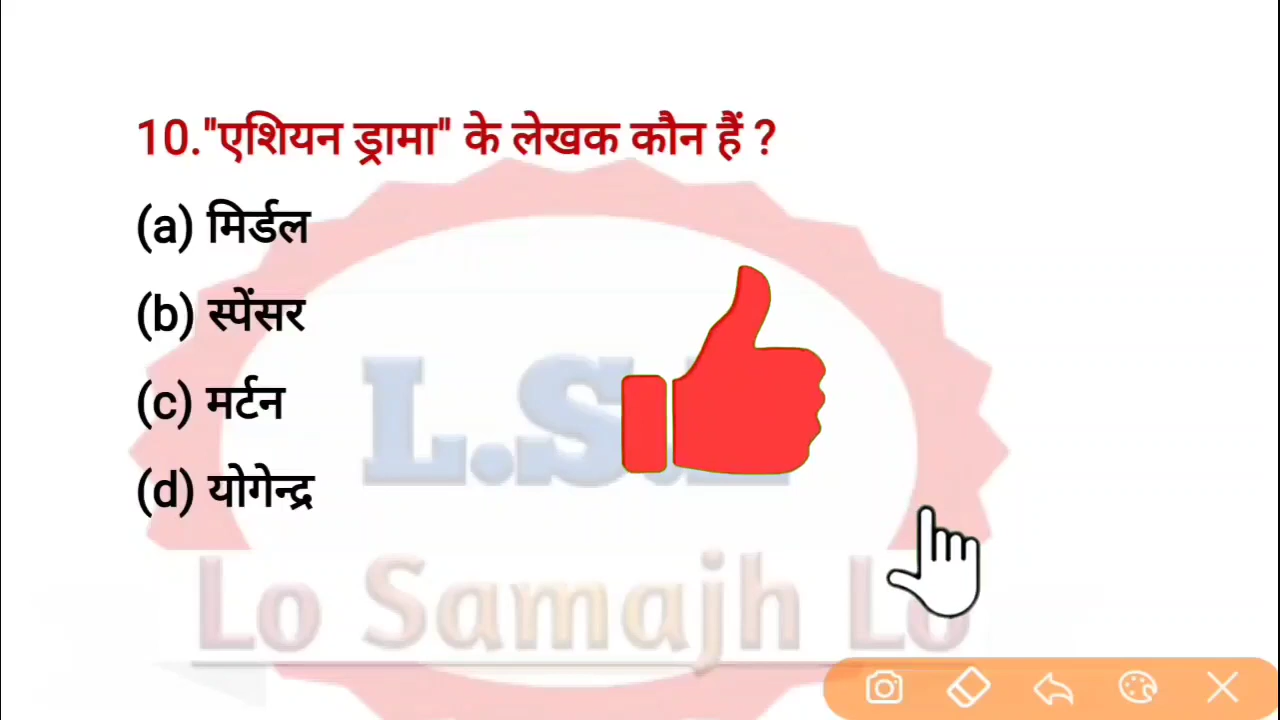 10."एशियन ड्रामा" के लेखक कौन हैं ?
(a) मिर्डल
(b) स्पेंसर
(c) मर्टन
(d) योगेन्द्र
L.S.
Lo Samajh Lo